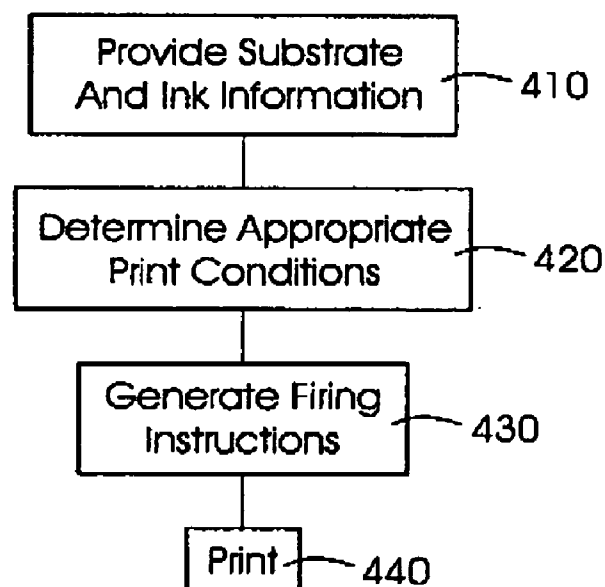 Provide Substrate
And Ink Information
410
Determine Appropriate
Print Conditions
420
Generate Firing
Instructions
430
Print
440